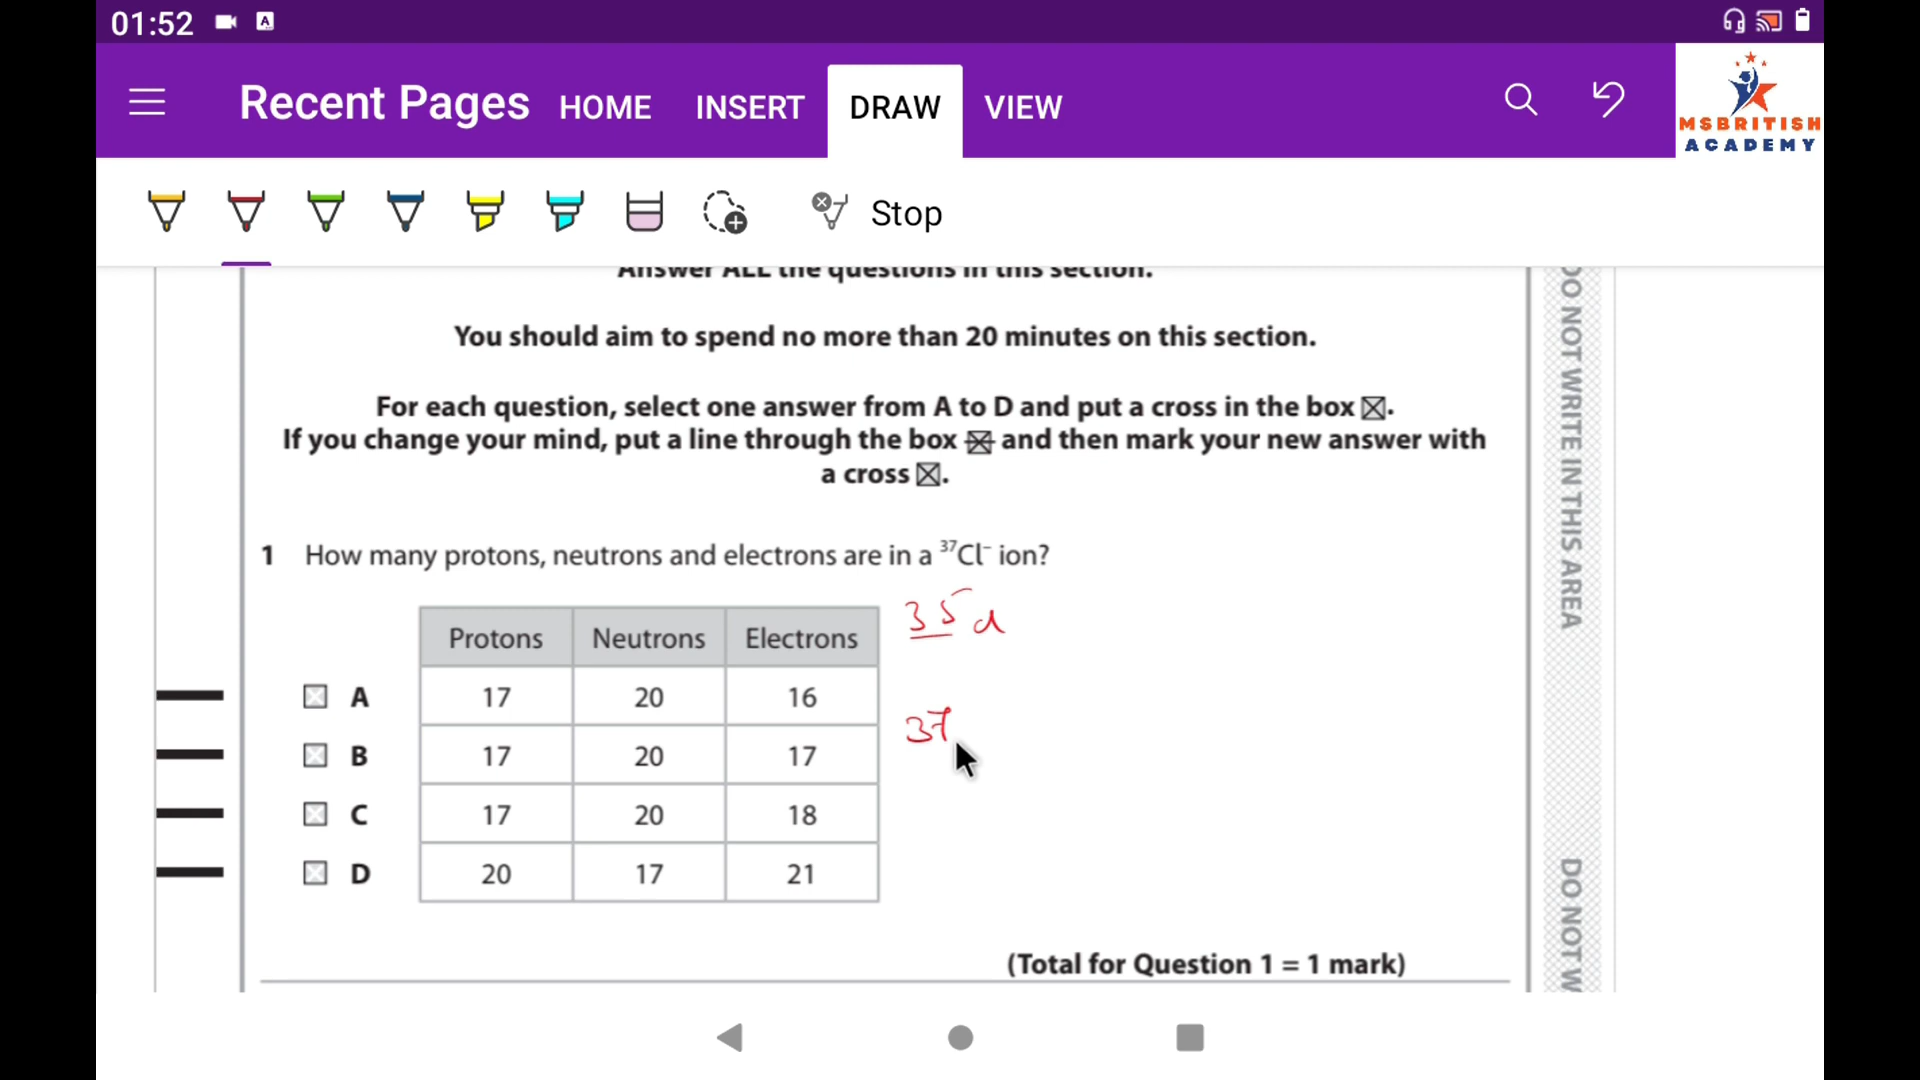 01:52 A
Recent Pages HOME INSERT DRAW VIEW
MSBRITISH
ACADEMY
Stop
Answer ALL the questions in this section.
You should aim to spend no more than 20 minutes on this section.
For each question, select one answer from A to D and put a cross in the box ☒.
If you change your mind, put a line through the box ☒ and then mark your new answer with
a cross ☒.
1 How many protons, neutrons and electrons are in a ³⁷Cl⁻ ion?
35 Cl
Protons Neutrons Electrons
A 17 20 16
37
B 17 20 17
C 17 20 18
D 20 17 21
(Total for Question 1 = 1 mark)
DO NOT WRITE IN THIS AREA
DO NOT W